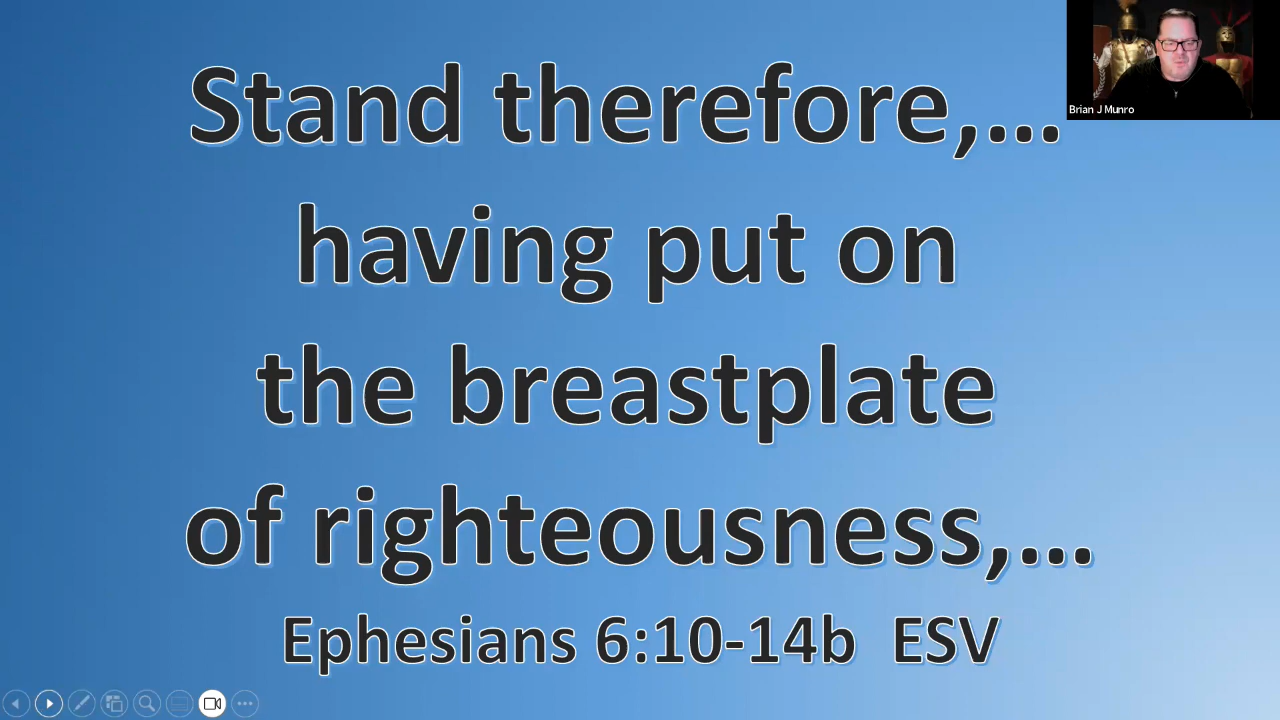 Stand therefore,...
having put on
the breastplate
of righteousness,...
Ephesians 6:10-14b ESV
Brian J Munro